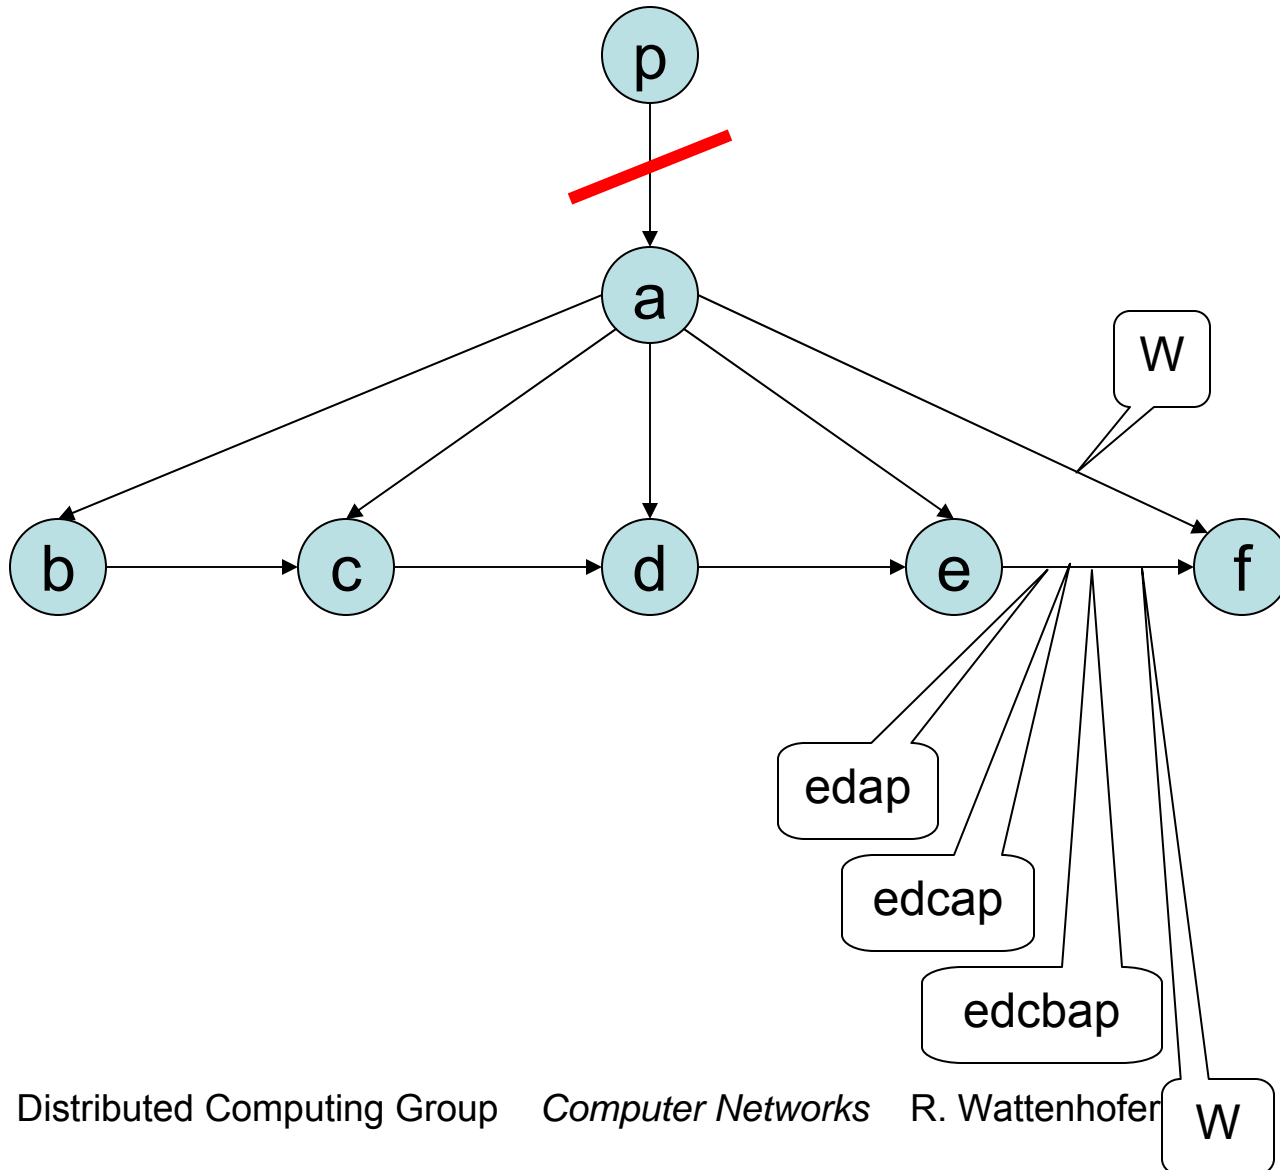 p
a
W
b
c
d
e
f
edap
edcap
edcbap
Distributed Computing Group Computer Networks R. Wattenhofer
W